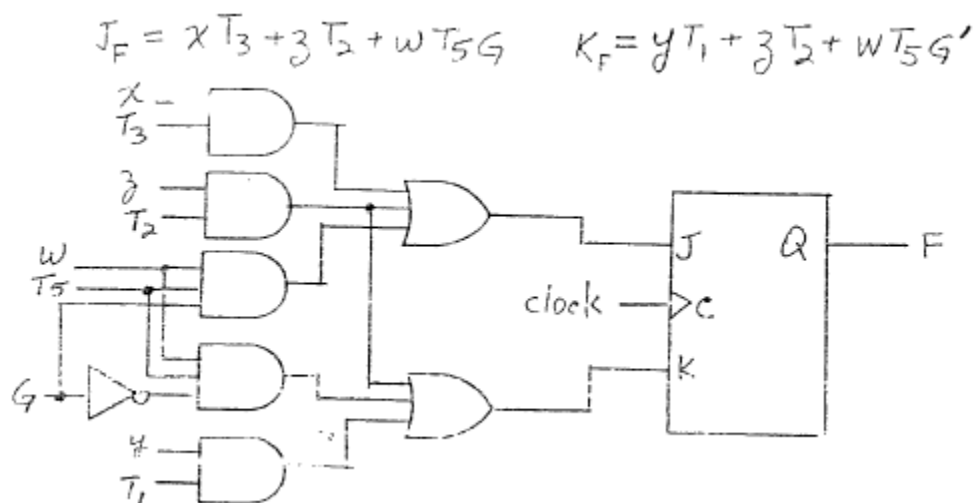 J_F = xT_3 + zT_2 + wT_5G K_F = yT_1 + zT_2 + wT_5G'
x
T_3
z
T_2
w
T_5
G
y
T_1
J Q F
clock C
K